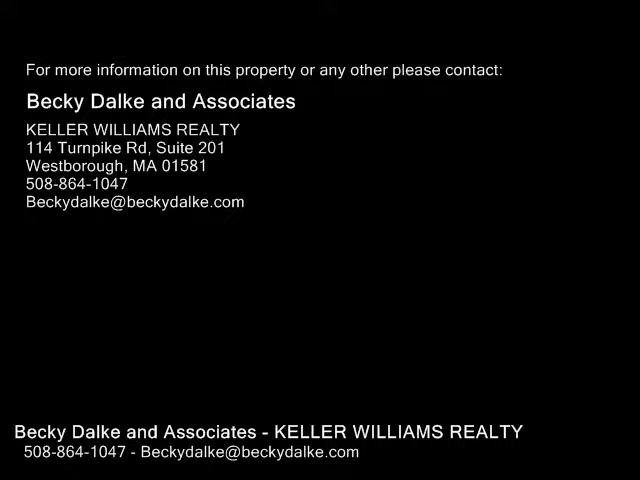 For more information on this property or any other please contact:
Becky Dalke and Associates
KELLER WILLIAMS REALTY
114 Turnpike Rd, Suite 201
Westborough, MA 01581
508-864-1047
Beckydalke@beckydalke.com
Becky Dalke and Associates - KELLER WILLIAMS REALTY
508-864-1047 - Beckydalke@beckydalke.com